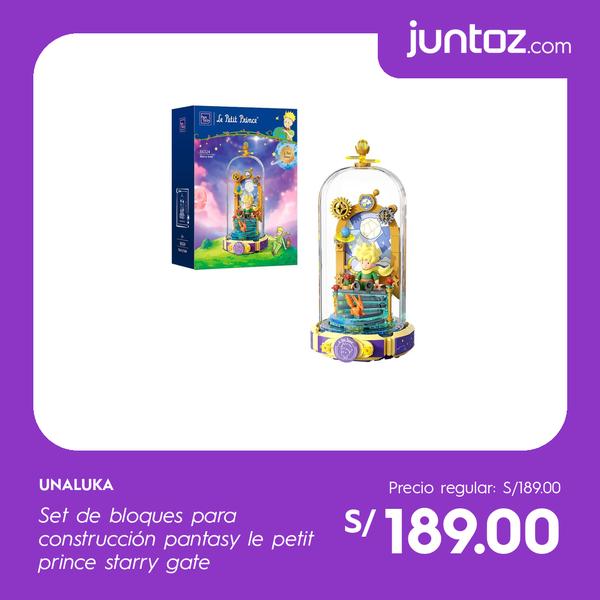 juntoz.com
Le Petit Prince
UNALUKA
Set de bloques para
construcción pantasy le petit
prince starry gate
Precio regular: S/189.00
S/ 189.00